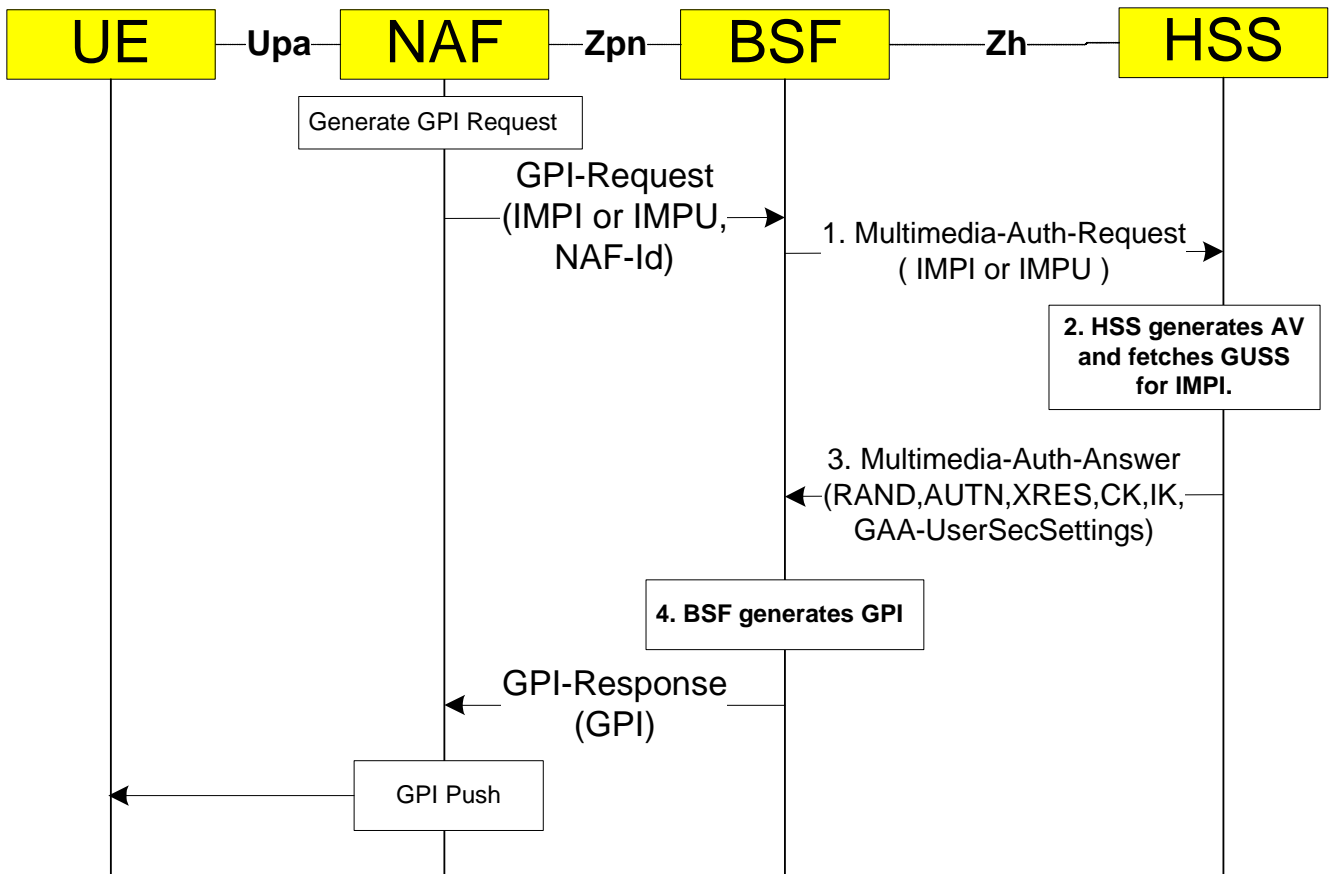 UE
Upa
NAF
Zpn
BSF
Zh
HSS
Generate GPI Request
GPI-Request
(IMPI or IMPU,
NAF-Id)
1. Multimedia-Auth-Request
( IMPI or IMPU )
2. HSS generates AV
and fetches GUSS
for IMPI.
3. Multimedia-Auth-Answer
(RAND,AUTN,XRES,CK,IK,
GAA-UserSecSettings)
4. BSF generates GPI
GPI-Response
(GPI)
GPI Push